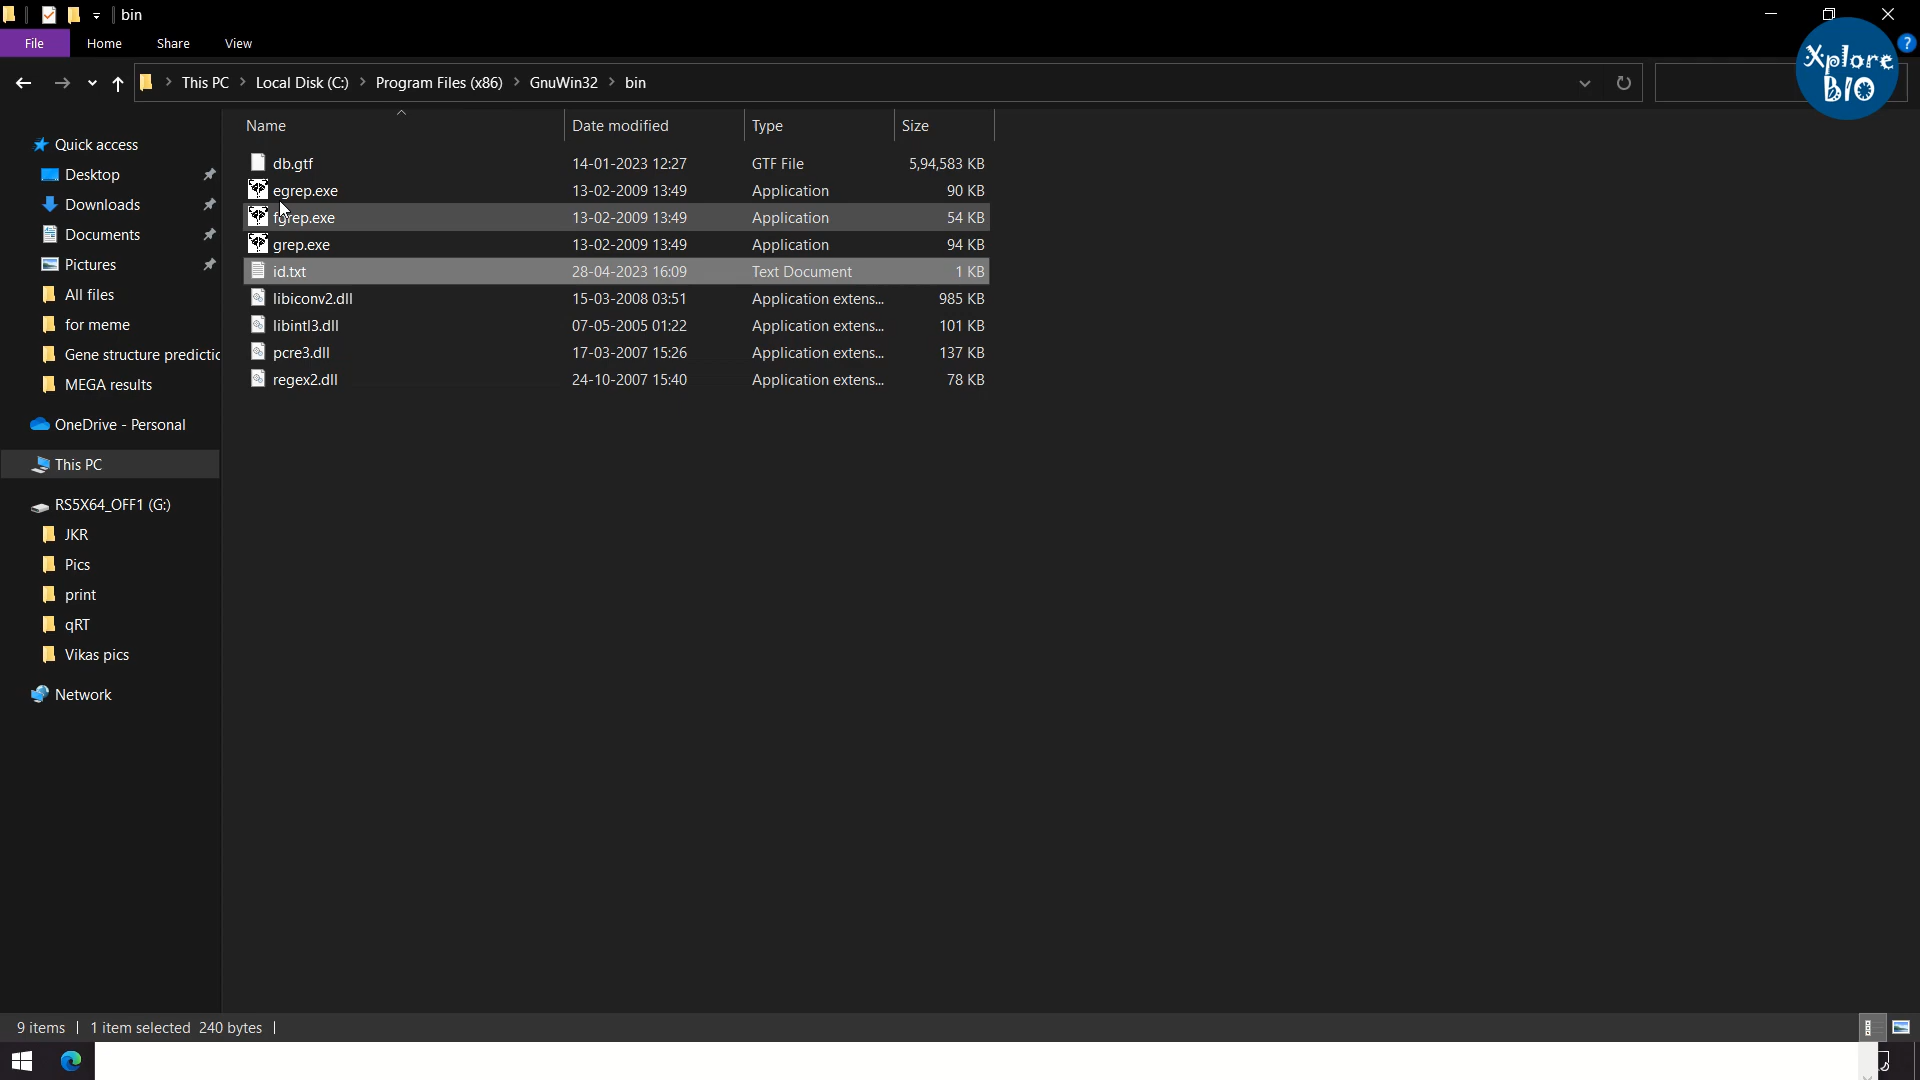 bin
File Home Share View
This PC Local Disk (C:) Program Files (x86) GnuWin32 bin
Xplore
BIO
?
Name Date modified Type Size
Quick access
Desktop
Downloads
Documents
Pictures
All files
for meme
Gene structure predictic
MEGA results
OneDrive - Personal
This PC
RS5X64_OFF1 (G:)
JKR
Pics
print
qRT
Vikas pics
Network
db.gtf 14-01-2023 12:27 GTF File 5,94,583 KB
egrep.exe 13-02-2009 13:49 Application 90 KB
fgrep.exe 13-02-2009 13:49 Application 54 KB
grep.exe 13-02-2009 13:49 Application 94 KB
id.txt 28-04-2023 16:09 Text Document 1 KB
libiconv2.dll 15-03-2008 03:51 Application extens... 985 KB
libintl3.dll 07-05-2005 01:22 Application extens... 101 KB
pcre3.dll 17-03-2007 15:26 Application extens... 137 KB
regex2.dll 24-10-2007 15:40 Application extens... 78 KB
9 items 1 item selected 240 bytes